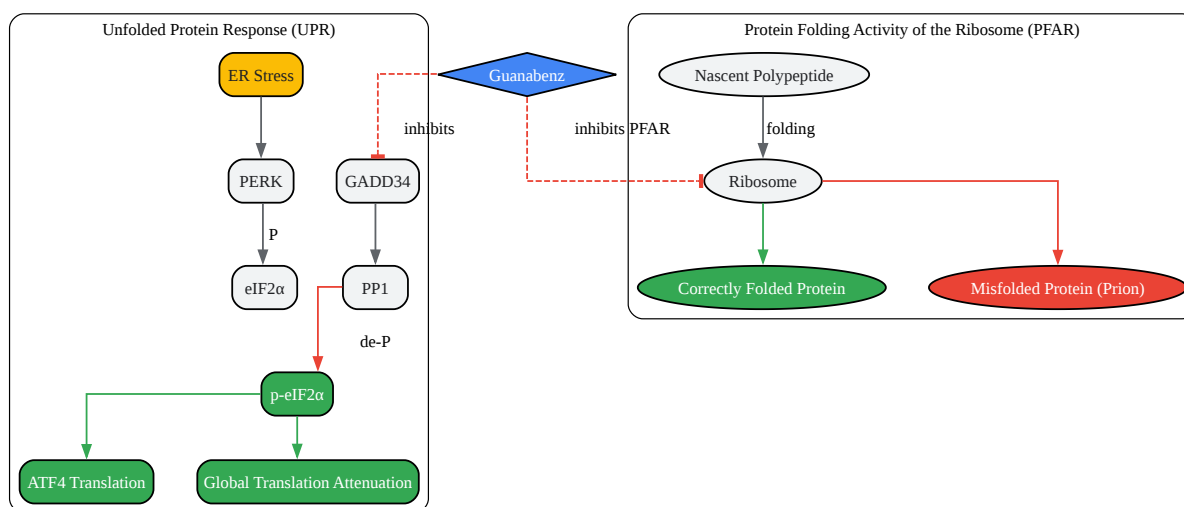 Unfolded Protein Response (UPR)
ER Stress
PERK
P
eIF2α
GADD34
PP1
de-P
p-eIF2α
ATF4 Translation
Global Translation Attenuation
Guanabenz
inhibits
inhibits PFAR
Protein Folding Activity of the Ribosome (PFAR)
Nascent Polypeptide
folding
Ribosome
Correctly Folded Protein
Misfolded Protein (Prion)